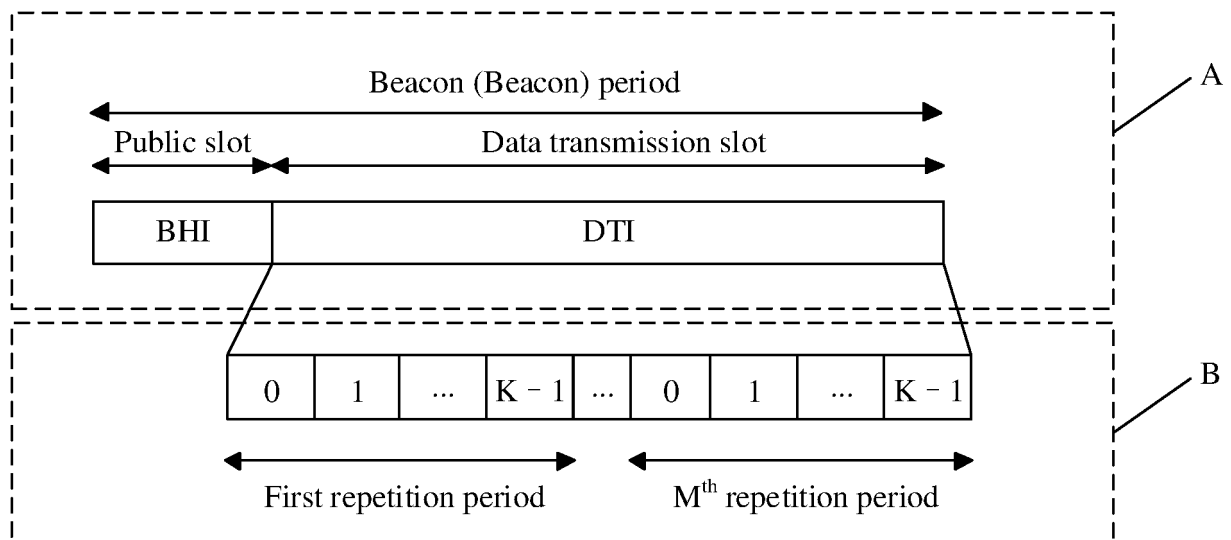 Beacon (Beacon) period
A
Public slot Data transmission slot
BHI DTI
0 1 ... K - 1 ... 0 1 ... K - 1
B
First repetition period Mth repetition period